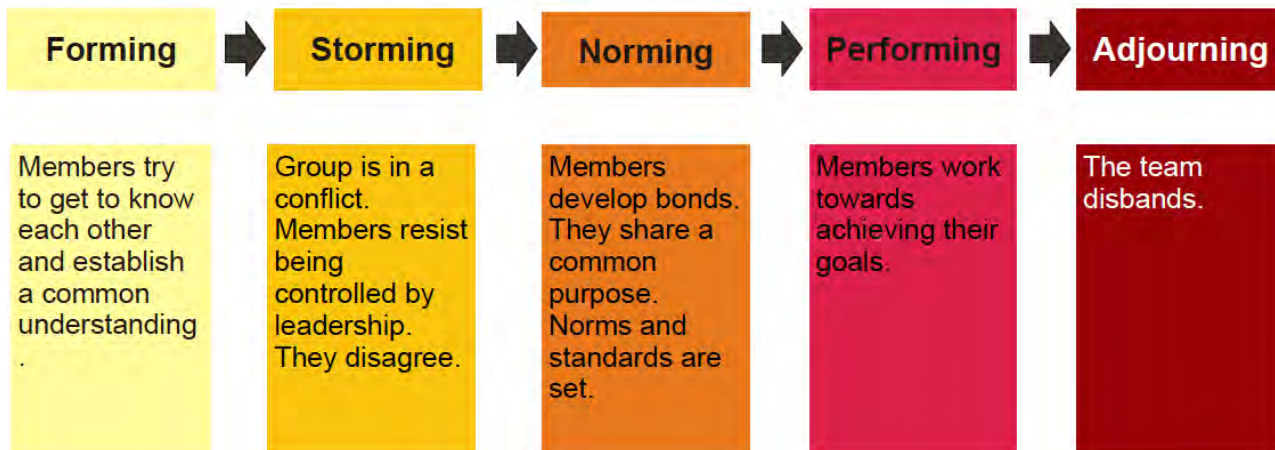 Forming
Storming
Norming
Performing
Adjourning
Members try
to get to know
each other
and establish
a common
understanding
.
Group is in a
conflict.
Members resist
being
controlled by
leadership.
They disagree.
Members
develop bonds.
They share a
common
purpose.
Norms and
standards are
set.
Members work
towards
achieving their
goals.
The team
disbands.